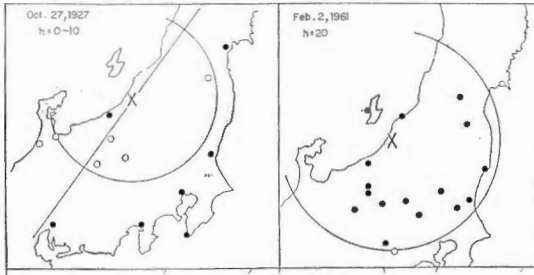 Oct. 27,1927
h=0~10
Feb. 2,1961
h=20
X
X